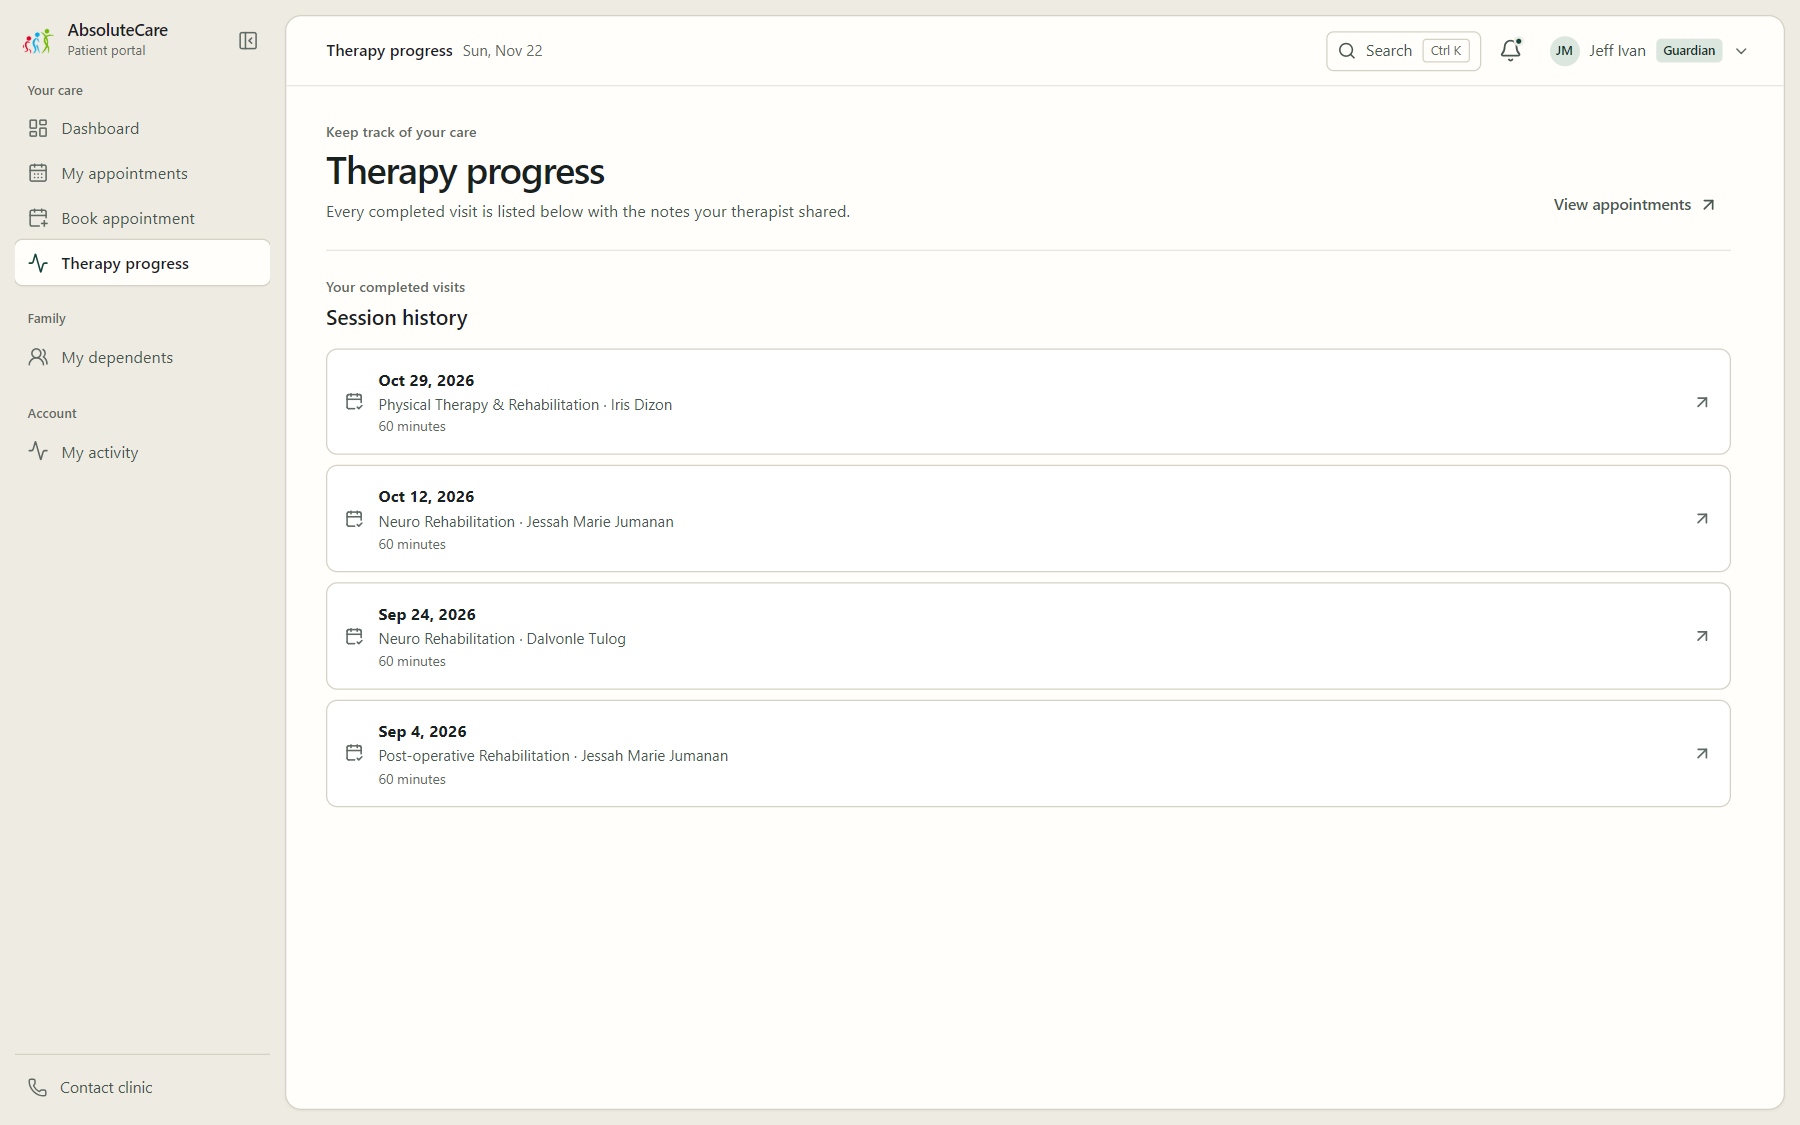 AbsoluteCare
Patient portal
Your care
Dashboard
My appointments
Book appointment
Therapy progress
Family
My dependents
Account
My activity
Contact clinic
Therapy progress Sun, Nov 22
Search Ctrl K
JM Jeff Ivan Guardian
Keep track of your care
Therapy progress
Every completed visit is listed below with the notes your therapist shared.
View appointments
Your completed visits
Session history
Oct 29, 2026
Physical Therapy & Rehabilitation · Iris Dizon
60 minutes
Oct 12, 2026
Neuro Rehabilitation · Jessah Marie Jumanan
60 minutes
Sep 24, 2026
Neuro Rehabilitation · Dalvonle Tulog
60 minutes
Sep 4, 2026
Post-operative Rehabilitation · Jessah Marie Jumanan
60 minutes